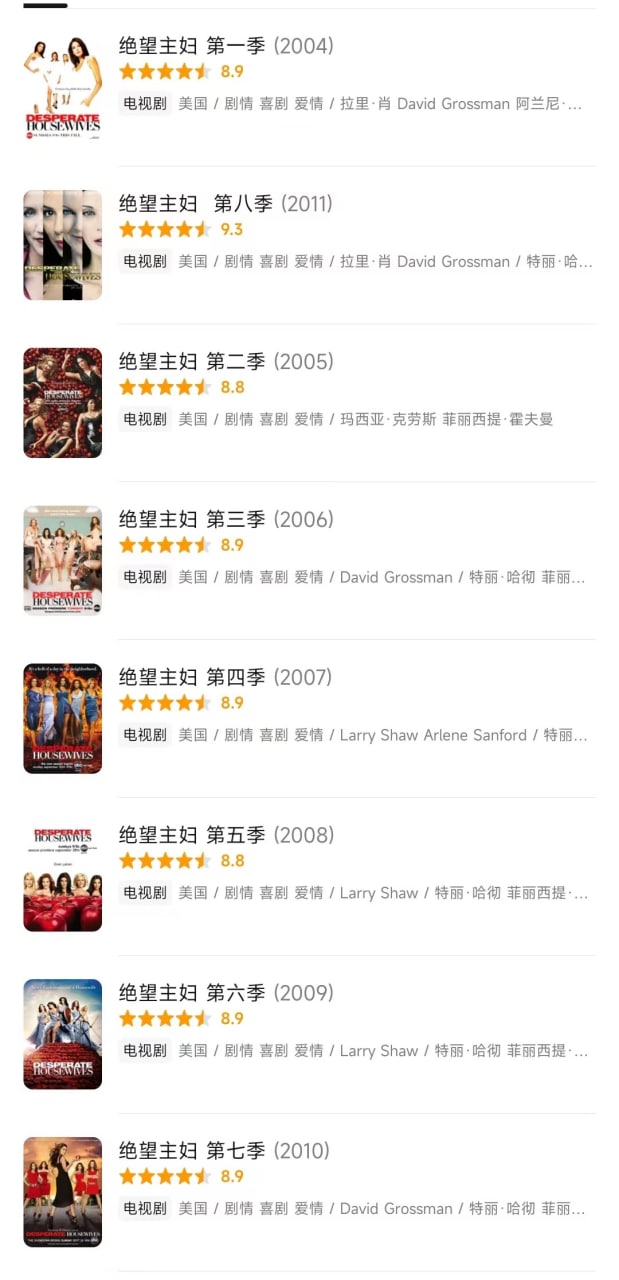 绝望主妇 第一季 (2004)
8.9
电视剧 美国 / 剧情 喜剧 爱情 / 拉里·肖 David Grossman 阿兰尼·...
DESPERATE
HOUSEWIVES
绝望主妇 第八季 (2011)
9.3
电视剧 美国 / 剧情 喜剧 爱情 / 拉里·肖 David Grossman / 特丽·哈...
DESPERATE
绝望主妇 第二季 (2005)
8.8
电视剧 美国 / 剧情 喜剧 爱情 / 玛西亚·克劳斯 菲丽西提·霍夫曼
DESPERATE
HOUSEWIVES
绝望主妇 第三季 (2006)
8.9
电视剧 美国 / 剧情 喜剧 爱情 / David Grossman / 特丽·哈彻 菲丽...
DESPERATE
HOUSEWIVES
绝望主妇 第四季 (2007)
8.9
电视剧 美国 / 剧情 喜剧 爱情 / Larry Shaw Arlene Sanford / 特丽...
DESPERATE
HOUSEWIVES
绝望主妇 第五季 (2008)
8.8
电视剧 美国 / 剧情 喜剧 爱情 / Larry Shaw / 特丽·哈彻 菲丽西提·...
DESPERATE
HOUSEWIVES
绝望主妇 第六季 (2009)
8.9
电视剧 美国 / 剧情 喜剧 爱情 / Larry Shaw / 特丽·哈彻 菲丽西提·...
DESPERATE
HOUSEWIVES
绝望主妇 第七季 (2010)
8.9
电视剧 美国 / 剧情 喜剧 爱情 / David Grossman / 特丽·哈彻 菲丽...
DESPERATE HOUSEWIVES